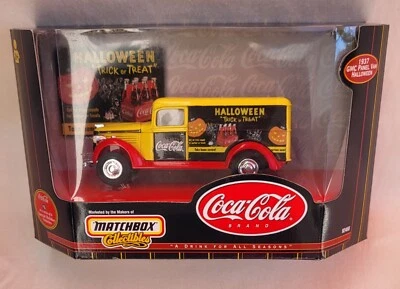 HALLOWEEN
"TRICK or TREAT"
1937
GMC PANEL VAN
HALLOWEEN
HALLOWEEN
"TRICK or TREAT"
Coca-Cola
Marketed by the Makers of
MATCHBOX
Collectibles
Coca-Cola
BRAND
"A DRINK FOR ALL SEASONS"